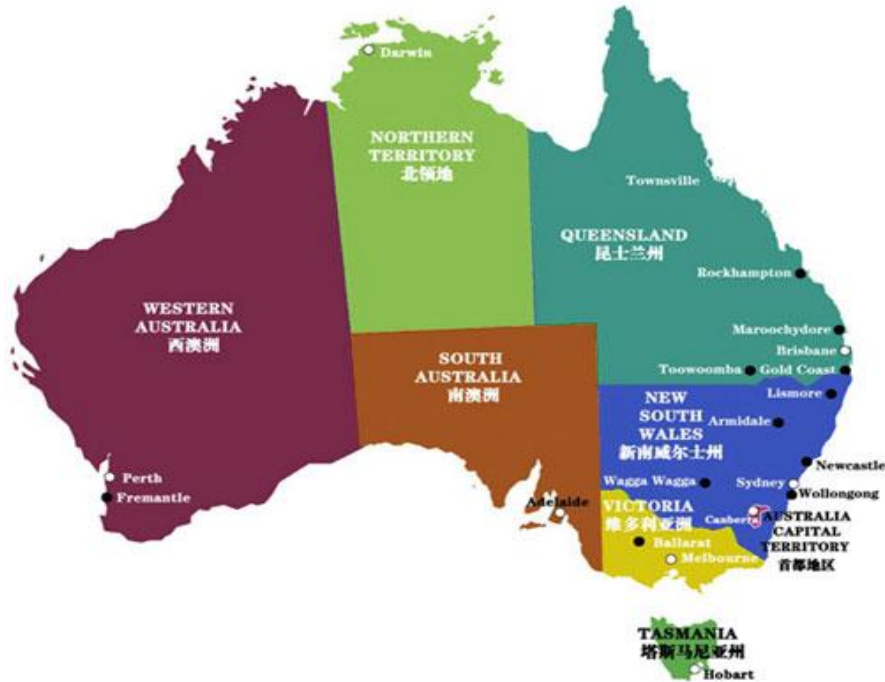 Darwin
NORTHERN
TERRITORY
北领地
Townsville
QUEENSLAND
昆士兰州
Rockhampton
WESTERN
AUSTRALIA
西澳洲
Maroochydore
Brisbane
SOUTH
AUSTRALIA
南澳洲
Toowoomba
Gold Coast
NEW
SOUTH
WALES
新南威尔士州
Lismore
Armidale
Newcastle
Perth
Fremantle
Wagga Wagga
Sydney
Wollongong
Adelaide
VICTORIA
维多利亚洲
Canberra
AUSTRALIA
CAPITAL
TERRITORY
首都地区
Ballarat
Melbourne
TASMANIA
塔斯马尼亚州
Hobart